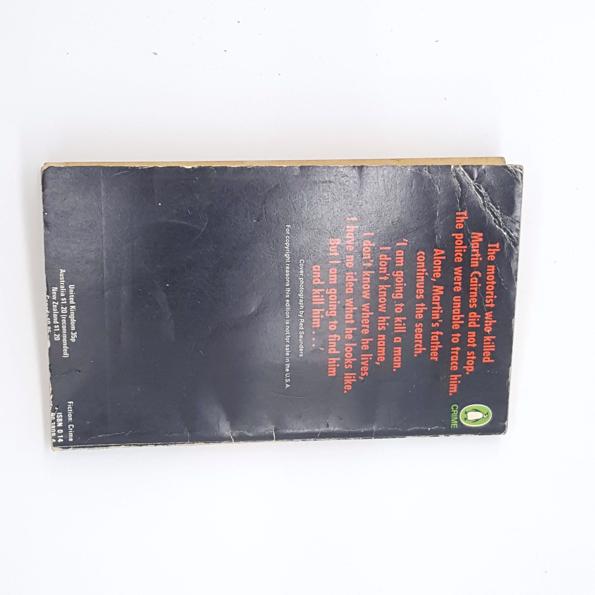 CRIME
The motorist who killed
Martin Cairnes did not stop.
The police were unable to trace him.
Alone, Martin's father
continues the search.
'I am going to kill a man.
I don't know his name,
I don't know where he lives,
I have no idea what he looks like.
But I am going to find him
and kill him. . . .'
Cover photograph by Red Saunders
For copyright reasons this edition is not for sale in the U.S.A.
United Kingdom 35p
Australia $1.20 (recommended)
New Zealand $1.20
Fiction: Crime
ISBN 0 14